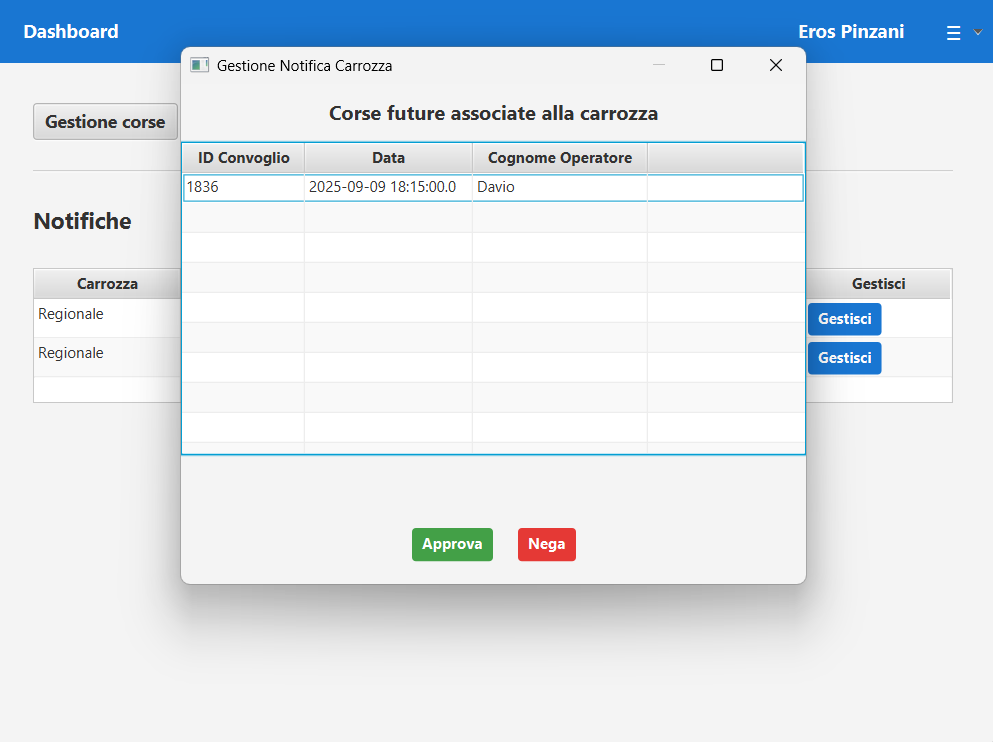 Dashboard
Eros Pinzani
Gestione Notifica Carrozza
Corse future associate alla carrozza
Gestione corse
ID Convoglio Data Cognome Operatore
1836 2025-09-09 18:15:00.0 Davio
Notifiche
Carrozza Gestisci
Regionale Gestisci
Regionale Gestisci
Approva Nega